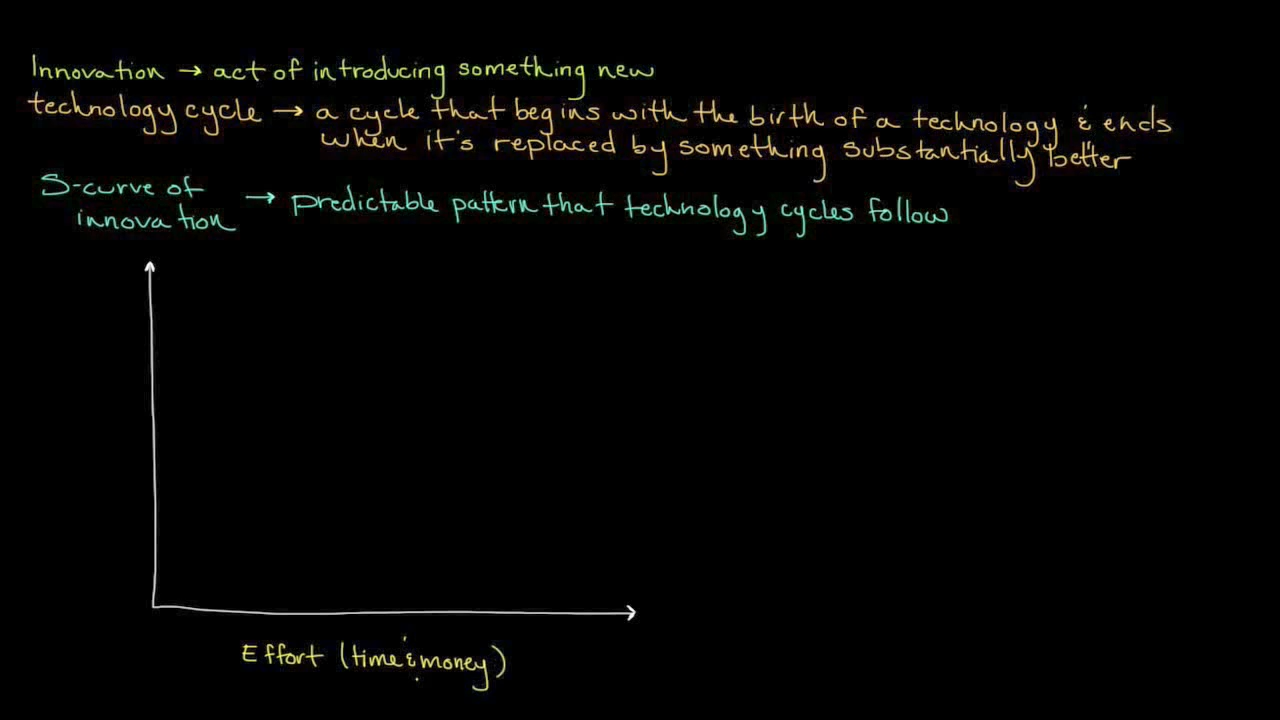 Innovation → act of introducing something new
technology cycle → a cycle that begins with the birth of a technology & ends
when it's replaced by something substantially better
S-curve of
innovation → predictable pattern that technology cycles follow
Effort (time & money)